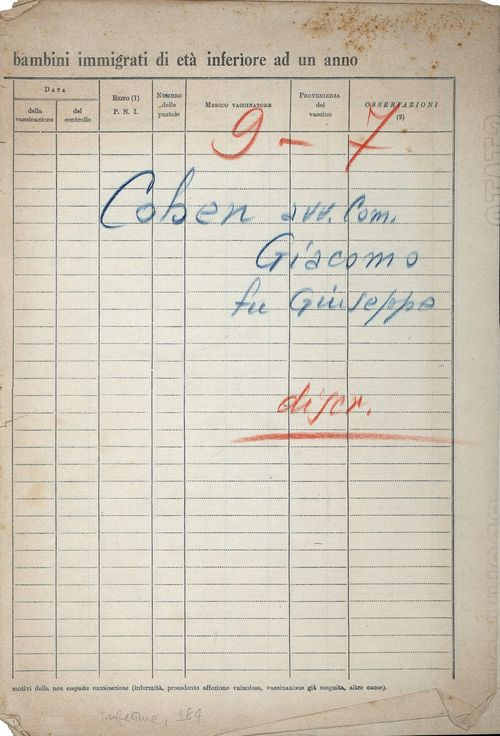 bambini immigrati di età inferiore ad un anno
DATA
della vaccinazione
del controllo
ESITO (1)
P. N. I.
NUMERO
delle
pustole
MEDICO VACCINATORE
PROVENIENZA
del
vaccino
OSSERVAZIONI
(2)
9 - 7
Cohen avv. Com.
Giacomo
fu Giuseppe
discr.
motivi della non eseguita vaccinazione (infermità, precedente affezione vaiuolosa, vaccinazione già eseguita, altre cause).
184